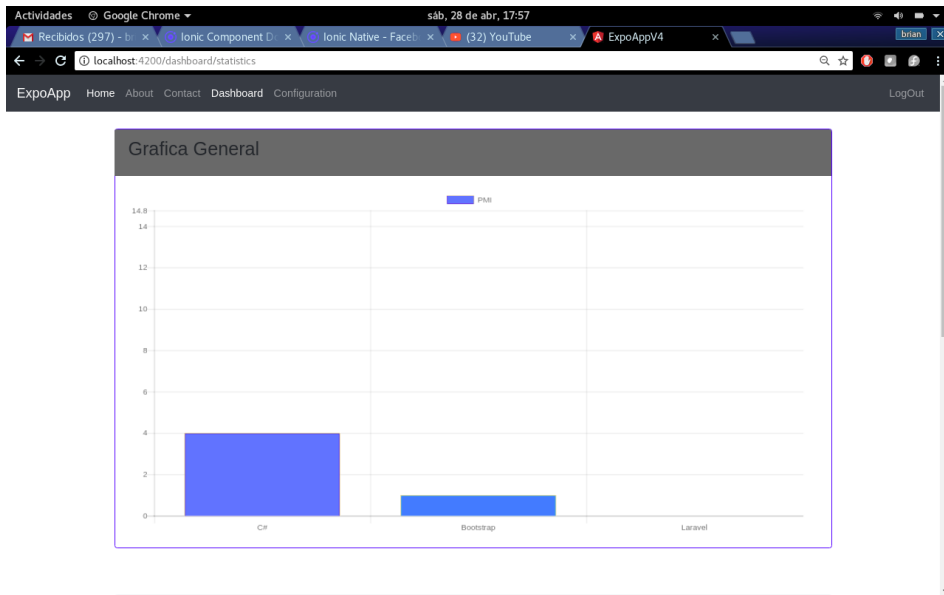 Actividades Google Chrome sáb, 28 de abr, 17:57
Recibidos (297) - br × Ionic Component Do × Ionic Native - Faceb × (32) YouTube × ExpoAppV4 × brian ×
localhost:4200/dashboard/statistics
ExpoApp Home About Contact Dashboard Configuration LogOut
Grafica General
PMI
14.8
14
12
10
8
6
4
2
0
C# Bootstrap Laravel